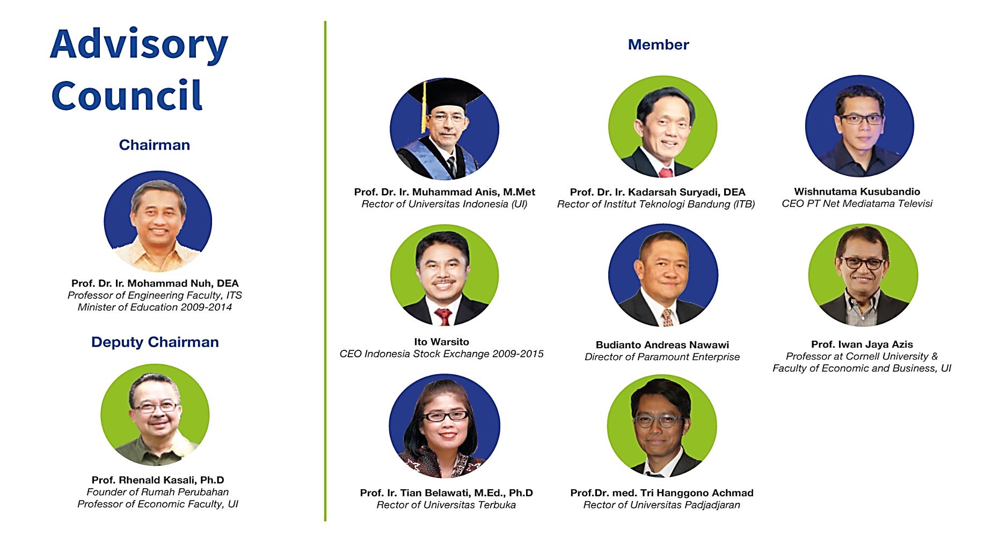 Advisory
Council
Chairman
Prof. Dr. Ir. Mohammad Nuh, DEA
Professor of Engineering Faculty, ITS
Minister of Education 2009-2014
Deputy Chairman
Prof. Rhenald Kasali, Ph.D
Founder of Rumah Perubahan
Professor of Economic Faculty, UI
Member
Prof. Dr. Ir. Muhammad Anis, M.Met
Rector of Universitas Indonesia (UI)
Prof. Dr. Ir. Kadarsah Suryadi, DEA
Rector of Institut Teknologi Bandung (ITB)
Wishnutama Kusubandio
CEO PT Net Mediatama Televisi
Ito Warsito
CEO Indonesia Stock Exchange 2009-2015
Budianto Andreas Nawawi
Director of Paramount Enterprise
Prof. Iwan Jaya Azis
Professor at Cornell University &
Faculty of Economic and Business, UI
Prof. Ir. Tian Belawati, M.Ed., Ph.D
Rector of Universitas Terbuka
Prof.Dr. med. Tri Hanggono Achmad
Rector of Universitas Padjadjaran